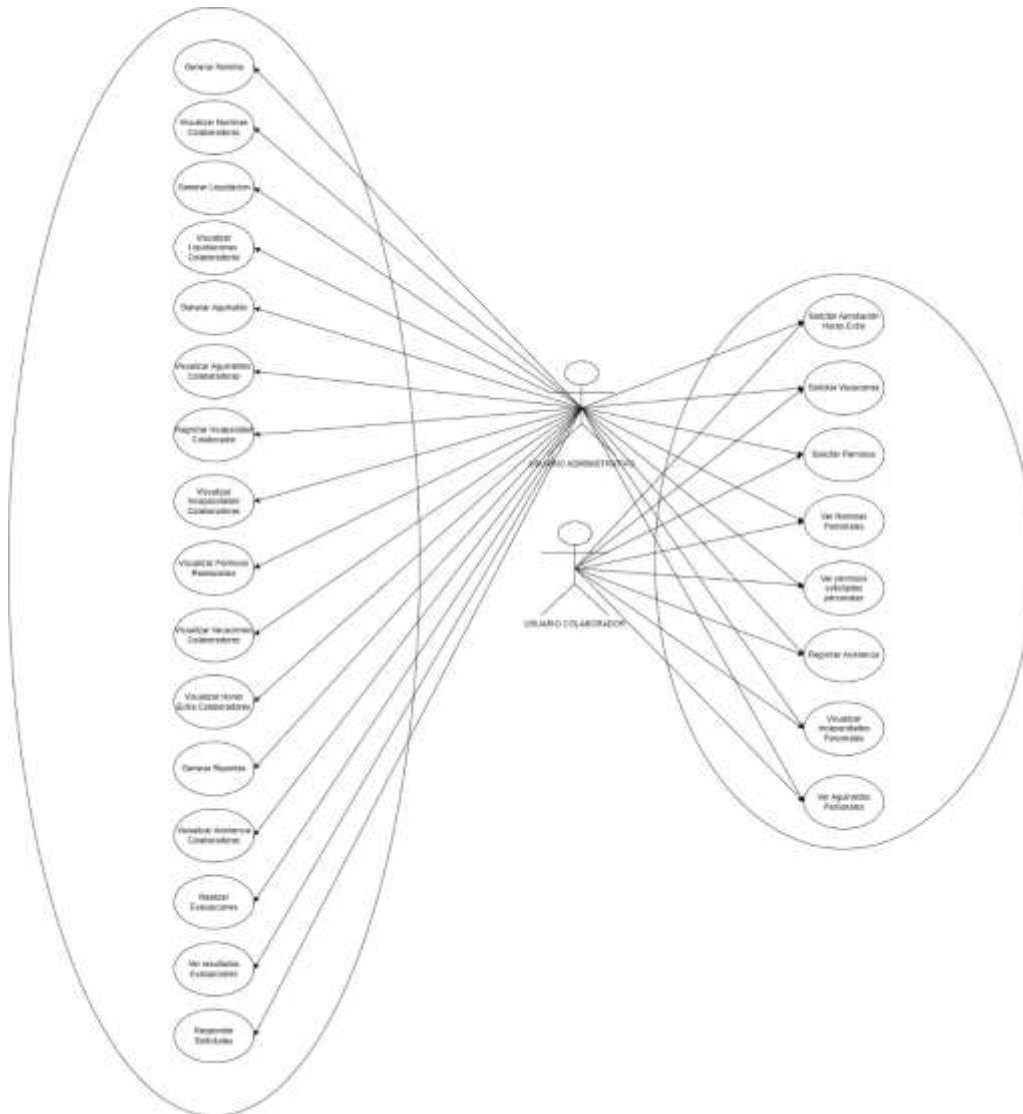 Generar Nomina
Visualizar Nominas
Colaboradores
Generar Liquidacion
Visualizar
Liquidaciones
Colaboradores
Generar Aguinaldo
Visualizar Aguinaldos
Colaboradores
Registrar Incapacidad
Colaborador
Visualizar
Incapacidades
Colaboradores
Visualizar Permisos
Visualizar Vacaciones
Colaboradores
Visualizar Horas
Extra Colaboradores
Generar Reportes
Visualizar Asistencia
Colaboradores
Realizar
Evaluaciones
Ver resultados
Evaluaciones
Responder
Solicitudes
USUARIO ADMINISTRATIVO
USUARIO COLABORADOR
Solicitar Aprobación
Horas Extra
Solicitar Vacaciones
Solicitar Permisos
Ver Nominas
Personales
Ver permisos
solicitados
personales
Registrar Asistencia
Visualizar
Incapacidades
Personales
Ver Aguinaldos
Personales